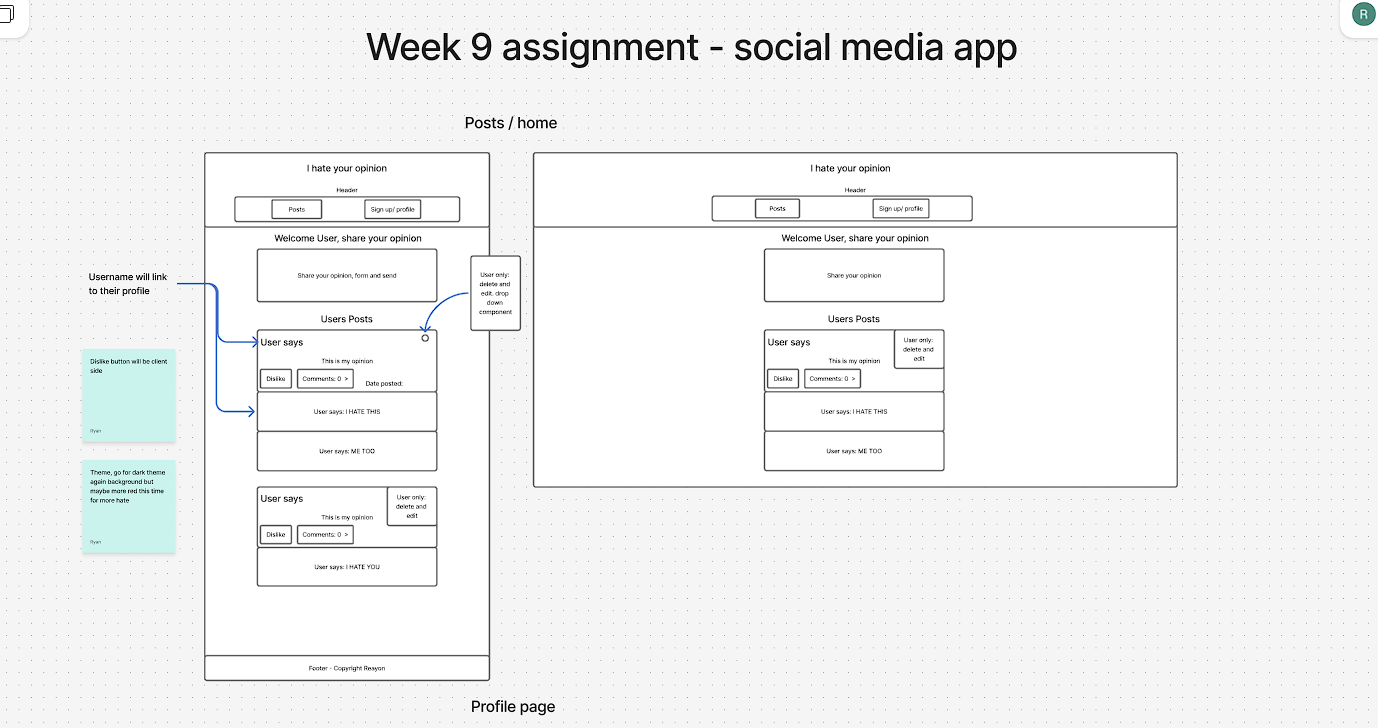 R
Week 9 assignment - social media app
Posts / home
I hate your opinion
Header
Posts
Sign up/ profile
Welcome User, share your opinion
Share your opinion, form and send
Users Posts
User says
This is my opinion
Dislike
Comments: 0 >
Date posted:
User says: I HATE THIS
User says: ME TOO
User says
This is my opinion
User only:
delete and
edit
Dislike
Comments: 0 >
User says: I HATE YOU
Footer - Copyright Reayon
User only:
delete and
edit. drop
down
component
Username will link
to their profile
Dislike button will be client
side
Ryan
Theme, go for dark theme
again background but
maybe more red this time
for more hate
Ryan
I hate your opinion
Header
Posts
Sign up/ profile
Welcome User, share your opinion
Share your opinion
Users Posts
User says
This is my opinion
User only:
delete and
edit
Dislike
Comments: 0 >
User says: I HATE THIS
User says: ME TOO
Profile page